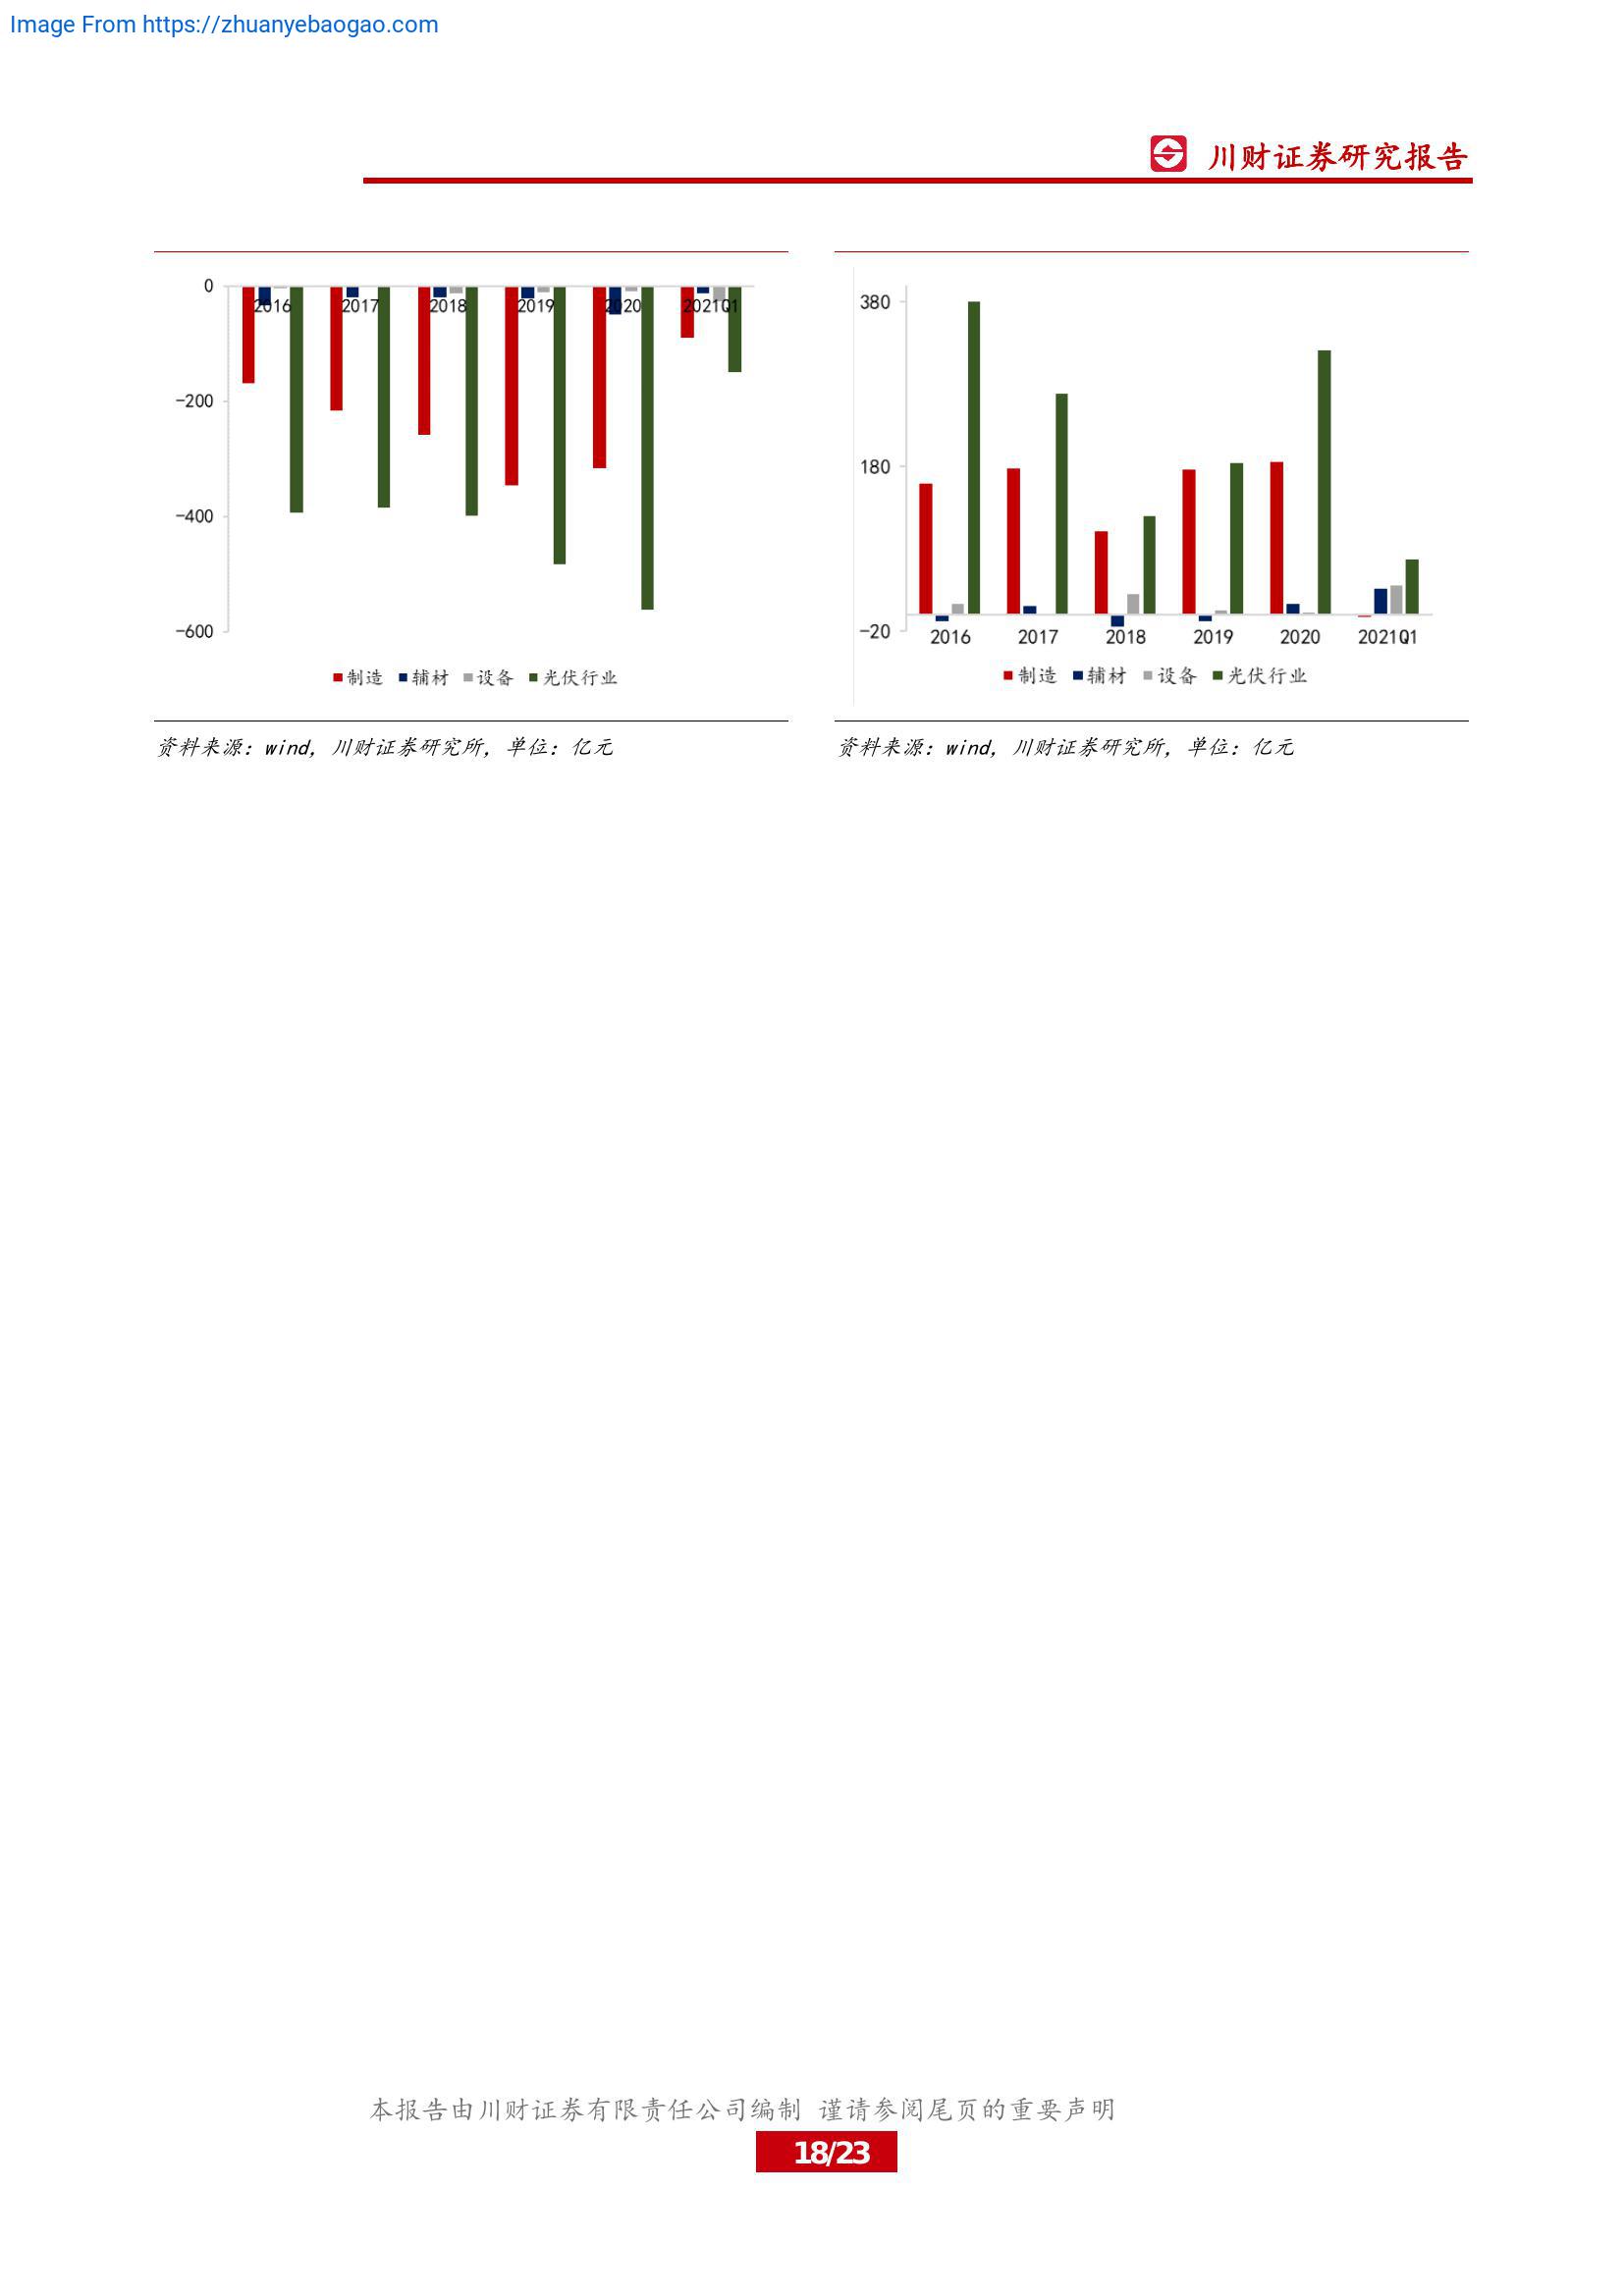 Image From https://zhuanyebaogao.com
川财证券研究报告
0
2016 2017 2018 2019 2020 2021Q1
-200
-400
-600
制造 辅材 设备 光伏行业
资料来源：wind，川财证券研究所，单位：亿元
380
180
-20
2016 2017 2018 2019 2020 2021Q1
制造 辅材 设备 光伏行业
资料来源：wind，川财证券研究所，单位：亿元
本报告由川财证券有限责任公司编制 谨请参阅尾页的重要声明
18/23